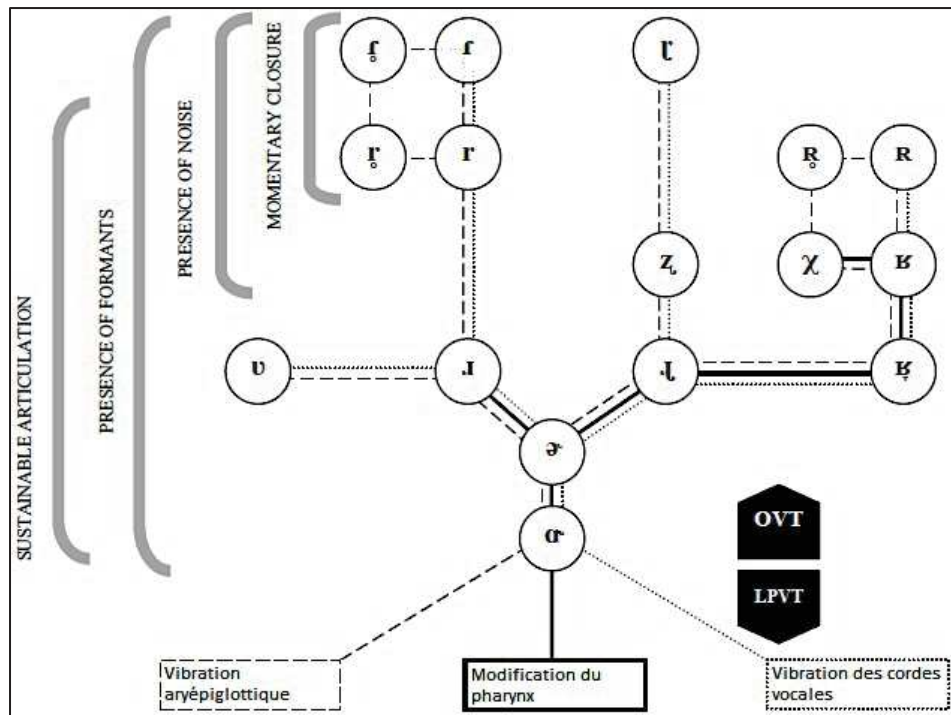 SUSTAINABLE ARTICULATION
PRESENCE OF FORMANTS
PRESENCE OF NOISE
MOMENTARY CLOSURE
ɾ̥
ɾ
r̥
r
ʀ̥
ʀ
χ
ʁ
ʋ
ɹ
OVT
LPVT
Vibration
aryépiglottique
Modification du
pharynx
Vibration des cordes
vocales